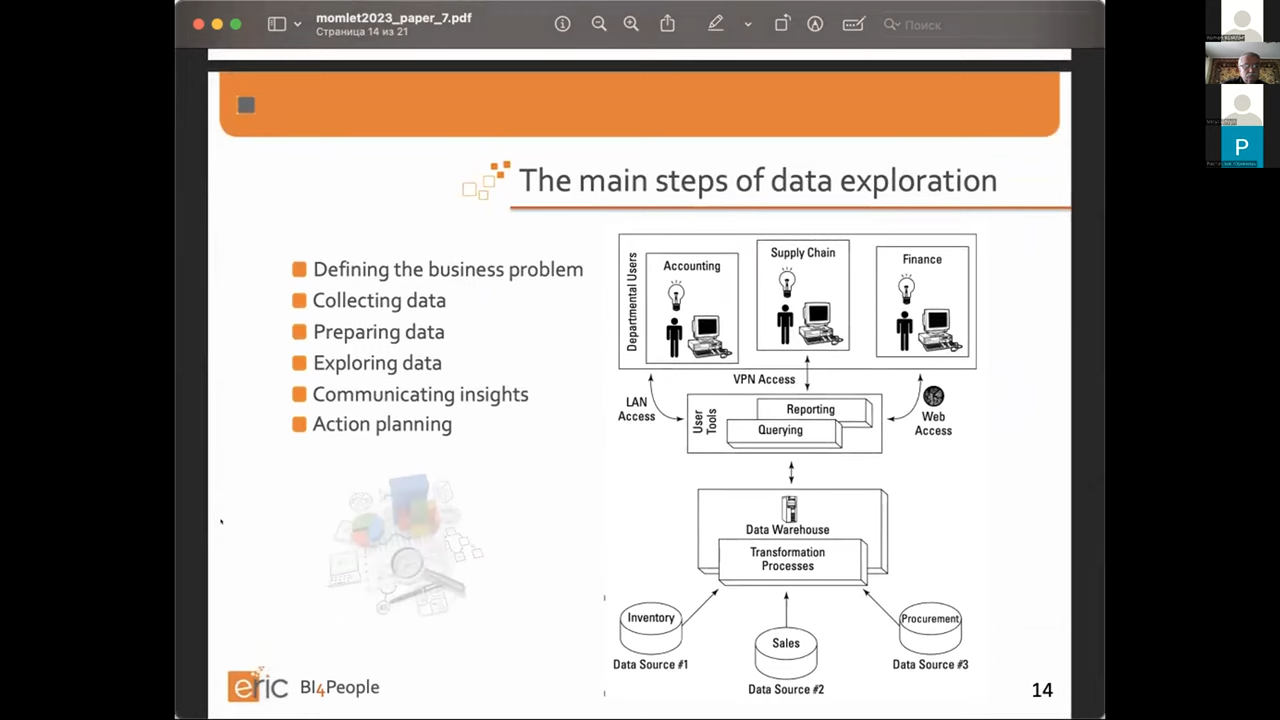 momlet2023_paper_7.pdf
Страница 14 из 21
Поиск
The main steps of data exploration
Defining the business problem
Collecting data
Preparing data
Exploring data
Communicating insights
Action planning
Departmental Users
Accounting
Supply Chain
Finance
VPN Access
LAN
Access
Web
Access
User
Tools
Reporting
Querying
Data Warehouse
Transformation
Processes
Inventory
Sales
Procurement
Data Source #1
Data Source #2
Data Source #3
eric
BI4People
14
P